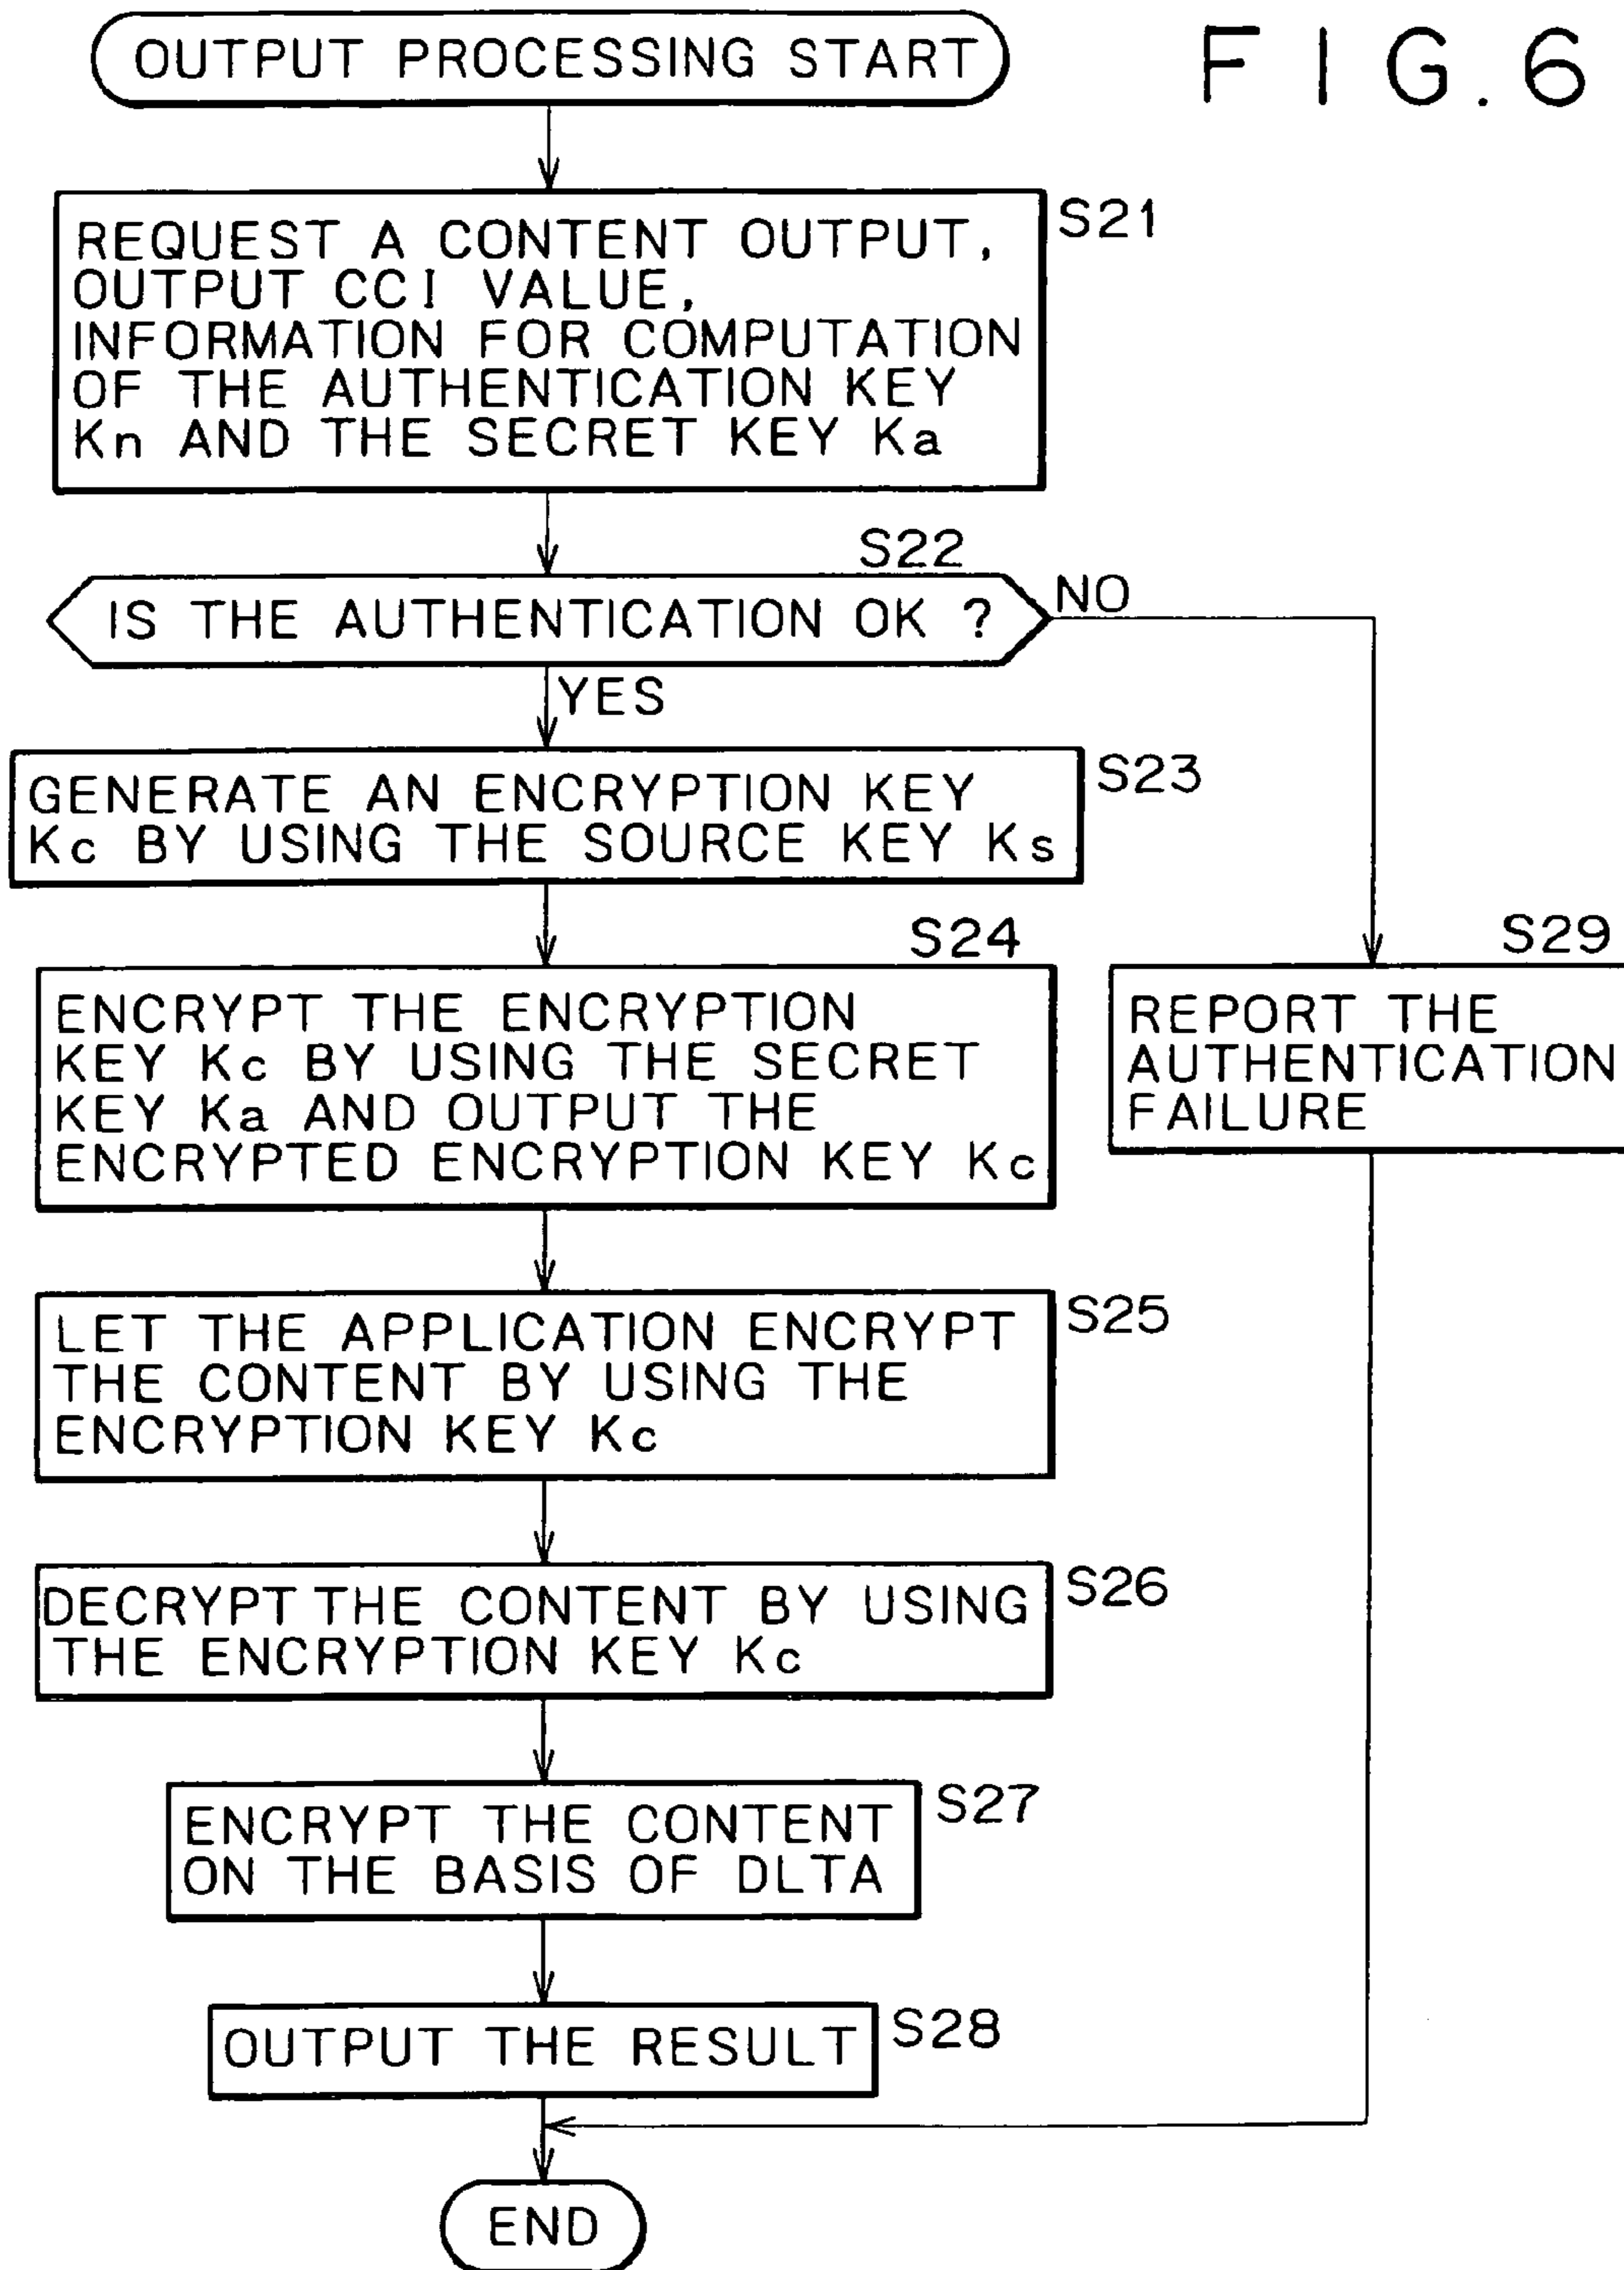 FIG.6
OUTPUT PROCESSING START
S21
REQUEST A CONTENT OUTPUT,
OUTPUT CCI VALUE,
INFORMATION FOR COMPUTATION
OF THE AUTHENTICATION KEY
Kn AND THE SECRET KEY Ka
S22
IS THE AUTHENTICATION OK ?
NO
YES
S23
GENERATE AN ENCRYPTION KEY
Kc BY USING THE SOURCE KEY Ks
S24
ENCRYPT THE ENCRYPTION
KEY Kc BY USING THE SECRET
KEY Ka AND OUTPUT THE
ENCRYPTED ENCRYPTION KEY Kc
S29
REPORT THE
AUTHENTICATION
FAILURE
S25
LET THE APPLICATION ENCRYPT
THE CONTENT BY USING THE
ENCRYPTION KEY Kc
S26
DECRYPT THE CONTENT BY USING
THE ENCRYPTION KEY Kc
S27
ENCRYPT THE CONTENT
ON THE BASIS OF DLTA
S28
OUTPUT THE RESULT
END